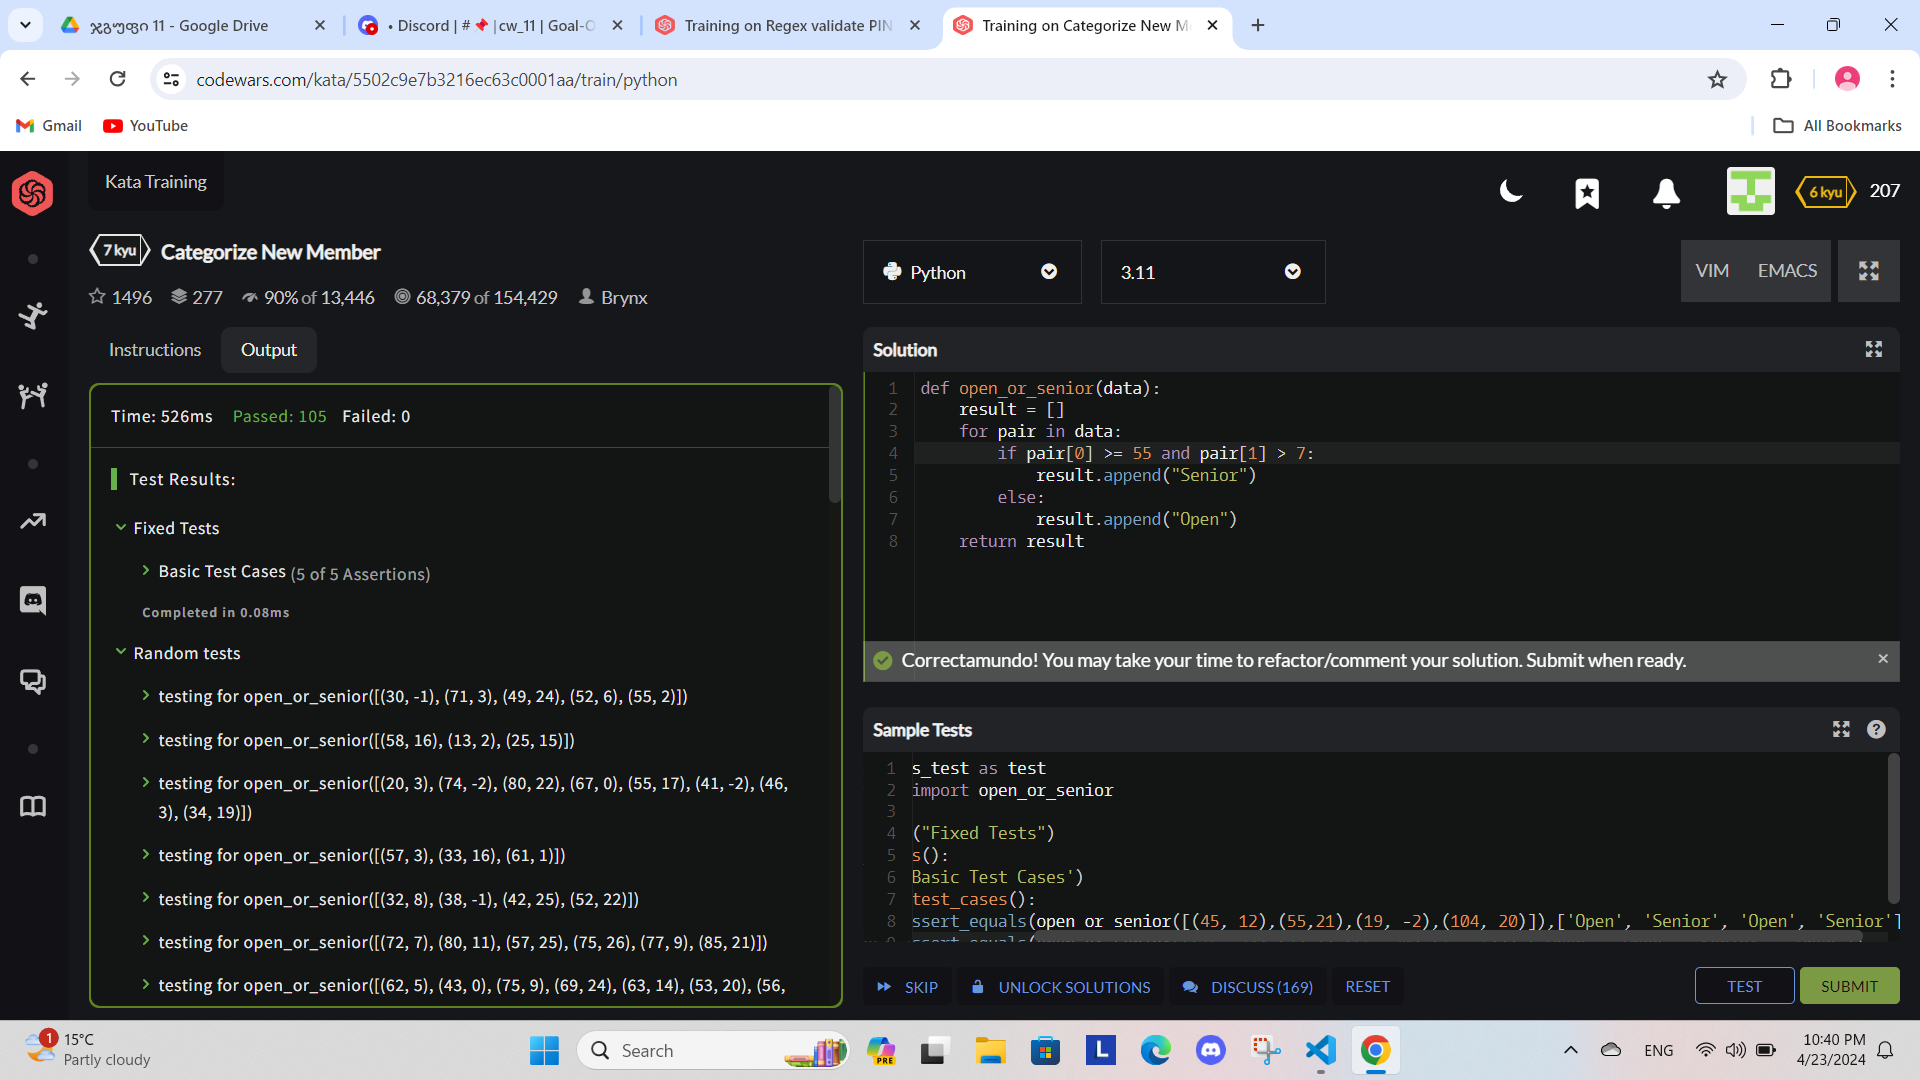 ჯგუფი 11 - Google Drive
• Discord | # 📌 |cw_11 | Goal-O
Training on Regex validate PIN
Training on Categorize New M
codewars.com/kata/5502c9e7b3216ec63c0001aa/train/python
Gmail
YouTube
All Bookmarks
Kata Training
6 kyu
207
7 kyu
Categorize New Member
1496
277
90% of 13,446
68,379 of 154,429
Brynx
Python
3.11
VIM
EMACS
Instructions
Output
Time: 526ms Passed: 105 Failed: 0
Test Results:
Fixed Tests
Basic Test Cases (5 of 5 Assertions)
Completed in 0.08ms
Random tests
testing for open_or_senior([(30, -1), (71, 3), (49, 24), (52, 6), (55, 2)])
testing for open_or_senior([(58, 16), (13, 2), (25, 15)])
testing for open_or_senior([(20, 3), (74, -2), (80, 22), (67, 0), (55, 17), (41, -2), (46,
3), (34, 19)])
testing for open_or_senior([(57, 3), (33, 16), (61, 1)])
testing for open_or_senior([(32, 8), (38, -1), (42, 25), (52, 22)])
testing for open_or_senior([(72, 7), (80, 11), (57, 25), (75, 26), (77, 9), (85, 21)])
testing for open_or_senior([(62, 5), (43, 0), (75, 9), (69, 24), (63, 14), (53, 20), (56,
Solution
1 def open_or_senior(data):
2     result = []
3     for pair in data:
4         if pair[0] >= 55 and pair[1] > 7:
5             result.append("Senior")
6         else:
7             result.append("Open")
8     return result
Correctamundo! You may take your time to refactor/comment your solution. Submit when ready.
Sample Tests
1 s_test as test
2 import open_or_senior
3
4 ("Fixed Tests")
5 s():
6 Basic Test Cases')
7 test_cases():
8 ssert_equals(open_or_senior([(45, 12),(55,21),(19, -2),(104, 20)]),['Open', 'Senior', 'Open', 'Senior']
SKIP
UNLOCK SOLUTIONS
DISCUSS (169)
RESET
TEST
SUBMIT
1
15°C
Partly cloudy
Search
PRE
L
ENG
10:40 PM
4/23/2024